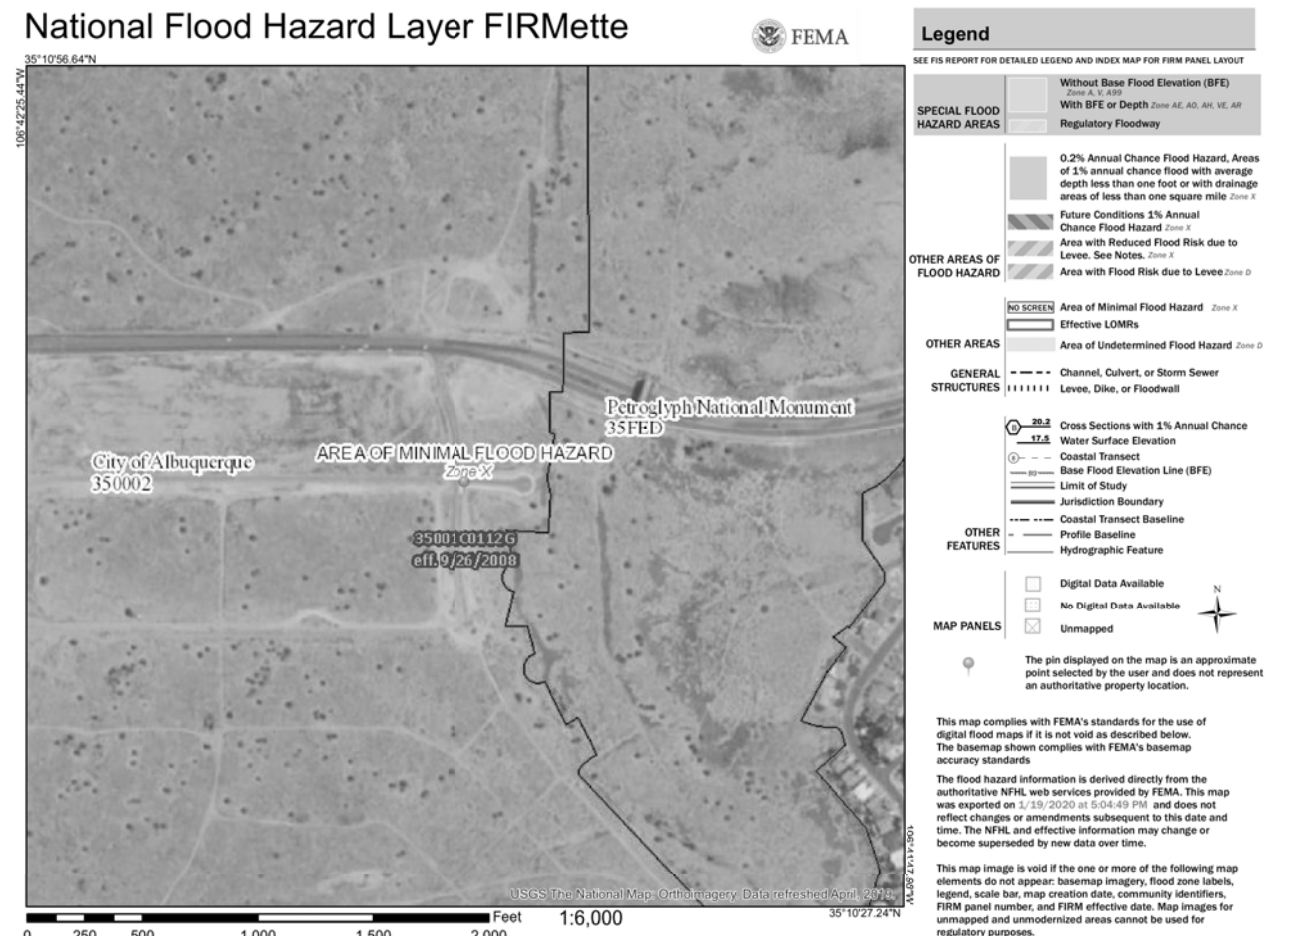 National Flood Hazard Layer FIRMette
FEMA
35°10'56.64"N
106°42'25.44"W
City of Albuquerque
350002
AREA OF MINIMAL FLOOD HAZARD
Zone X
Petroglyph National Monument
35FED
35001C0112G
eff. 9/26/2008
USGS The National Map: Orthoimagery. Data refreshed April,
35°10'27.24"N
0 250 500 1,000 1,500 2,000
Feet
1:6,000
Legend
SEE FIS REPORT FOR DETAILED LEGEND AND INDEX MAP FOR FIRM PANEL LAYOUT
SPECIAL FLOOD
HAZARD AREAS
Without Base Flood Elevation (BFE)
Zone A, V, A99
With BFE or Depth Zone AE, AO, AH, VE, AR
Regulatory Floodway
0.2% Annual Chance Flood Hazard, Areas
of 1% annual chance flood with average
depth less than one foot or with drainage
areas of less than one square mile Zone X
Future Conditions 1% Annual
Chance Flood Hazard Zone X
Area with Reduced Flood Risk due to
Levee. See Notes. Zone X
Area with Flood Risk due to Levee Zone D
OTHER AREAS OF
FLOOD HAZARD
NO SCREEN Area of Minimal Flood Hazard Zone X
Effective LOMRs
OTHER AREAS
Area of Undetermined Flood Hazard Zone D
GENERAL
STRUCTURES
Channel, Culvert, or Storm Sewer
Levee, Dike, or Floodwall
B 20.2 Cross Sections with 1% Annual Chance
17.5 Water Surface Elevation
8 Coastal Transect
513 Base Flood Elevation Line (BFE)
Limit of Study
Jurisdiction Boundary
Coastal Transect Baseline
OTHER
FEATURES
Profile Baseline
Hydrographic Feature
Digital Data Available
No Digital Data Available
N
MAP PANELS
Unmapped
The pin displayed on the map is an approximate
point selected by the user and does not represent
an authoritative property location.
This map complies with FEMA's standards for the use of
digital flood maps if it is not void as described below.
The basemap shown complies with FEMA's basemap
accuracy standards
The flood hazard information is derived directly from the
authoritative NFHL web services provided by FEMA. This map
was exported on 1/19/2020 at 5:04:49 PM and does not
reflect changes or amendments subsequent to this date and
time. The NFHL and effective information may change or
become superseded by new data over time.
This map image is void if the one or more of the following map
elements do not appear: basemap imagery, flood zone labels,
legend, scale bar, map creation date, community identifiers,
FIRM panel number, and FIRM effective date. Map images for
unmapped and unmodernized areas cannot be used for
regulatory purposes.